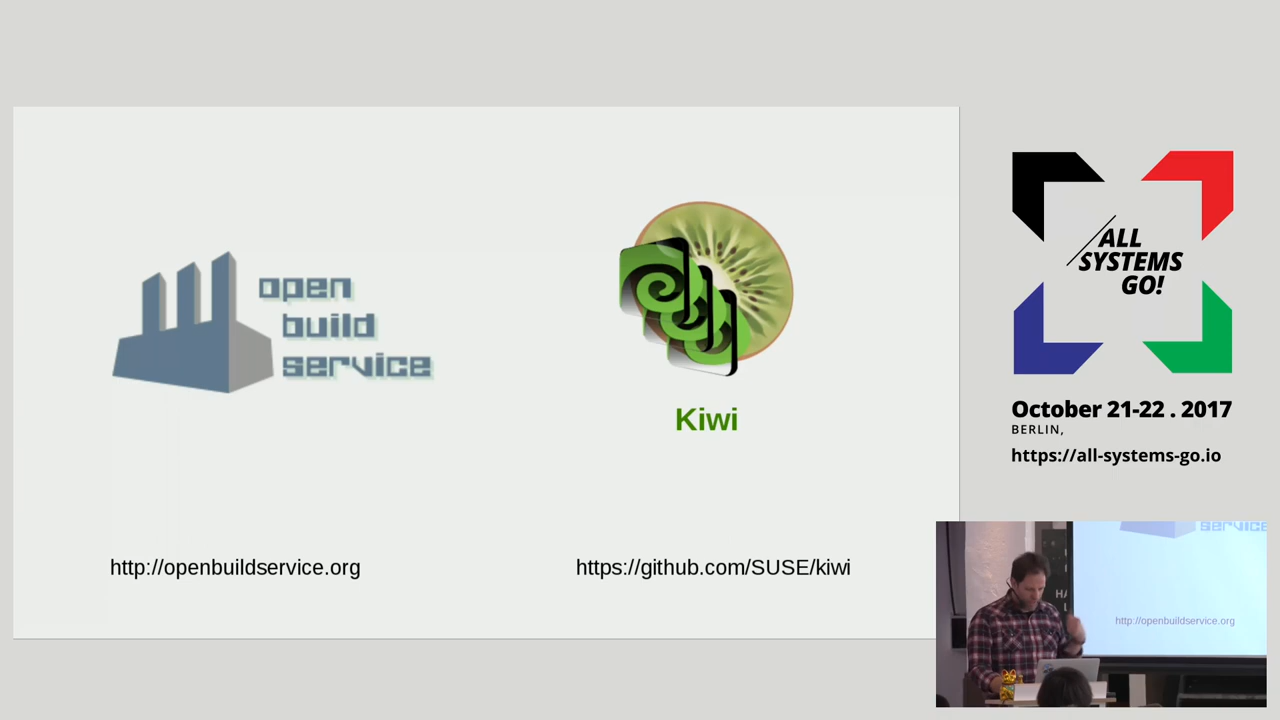 open
build
service
Kiwi
http://openbuildservice.org
https://github.com/SUSE/kiwi
ALL
SYSTEMS
GO!
October 21-22 . 2017
BERLIN,
https://all-systems-go.io
service
http://openbuildservice.org